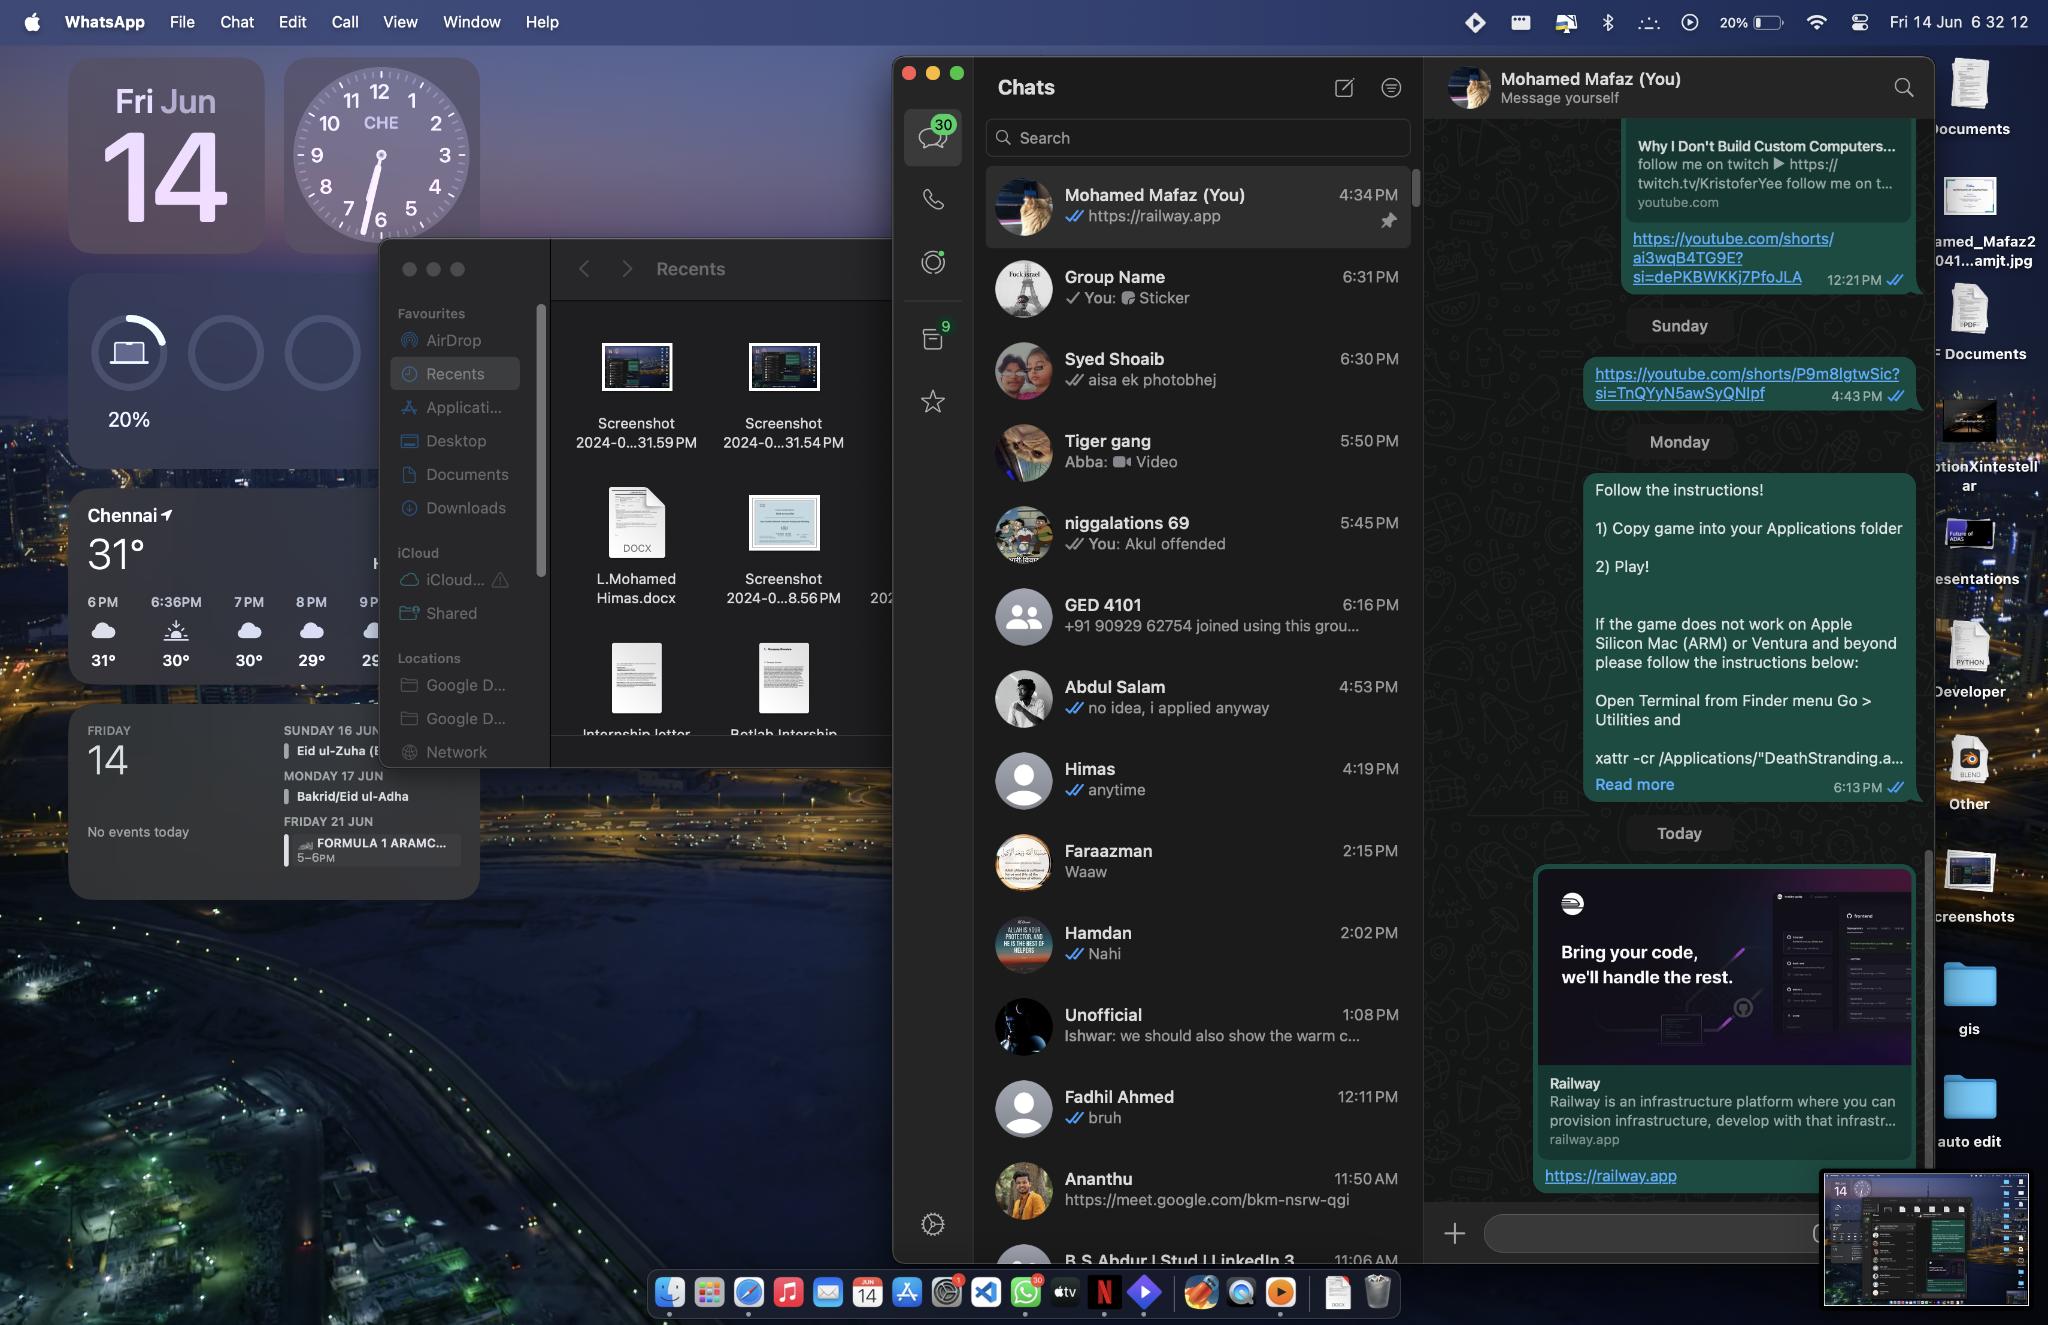 WhatsApp File Chat Edit Call View Window Help
20% Fri 14 Jun 6 32 12
Fri Jun
14
CHE
12
1
2
3
4
5
6
7
8
9
10
11
20%
Chennai
31°
6 PM 6:36PM 7 PM 8 PM 9 P
31° 30° 30° 29° 29
FRIDAY
14
No events today
SUNDAY 16 JUN
Eid ul-Zuha (E
MONDAY 17 JUN
Bakrid/Eid ul-Adha
FRIDAY 21 JUN
FORMULA 1 ARAMC...
5–6PM
Favourites
AirDrop
Recents
Applicati...
Desktop
Documents
Downloads
iCloud
iCloud...
Shared
Locations
Google D...
Google D...
Network
Recents
Screenshot
2024-0...31.59 PM
Screenshot
2024-0...31.54 PM
DOCX
L.Mohamed
Himas.docx
Screenshot
2024-0...8.56 PM
202
Internship letter
Botlab Intership
30
9
Chats
Search
Mohamed Mafaz (You) 4:34 PM
https://railway.app
Group Name 6:31 PM
You: Sticker
Syed Shoaib 6:30 PM
aisa ek photobhej
Tiger gang 5:50 PM
Abba: Video
niggalations 69 5:45 PM
You: Akul offended
GED 4101 6:16 PM
+91 90929 62754 joined using this grou...
Abdul Salam 4:53 PM
no idea, i applied anyway
Himas 4:19 PM
anytime
Faraazman 2:15 PM
Waaw
Hamdan 2:02 PM
Nahi
Unofficial 1:08 PM
Ishwar: we should also show the warm c...
Fadhil Ahmed 12:11 PM
bruh
Ananthu 11:50 AM
https://meet.google.com/bkm-nsrw-qgi
B.S.Abdur | Stud | LinkedIn 3 11:06 AM
Mohamed Mafaz (You)
Message yourself
Why I Don't Build Custom Computers...
follow me on twitch ▶ https://
twitch.tv/KristoferYee follow me on t...
youtube.com
https://youtube.com/shorts/
ai3wqB4TG9E?
si=dePKBWKKj7PfoJLA 12:21 PM
Sunday
https://youtube.com/shorts/P9m8IgtwSic?
si=TnQYyN5awSyQNIpf 4:43 PM
Monday
Follow the instructions!
1) Copy game into your Applications folder
2) Play!
If the game does not work on Apple
Silicon Mac (ARM) or Ventura and beyond
please follow the instructions below:
Open Terminal from Finder menu Go >
Utilities and
xattr -cr /Applications/"DeathStranding.a...
Read more 6:13 PM
Today
Bring your code,
we'll handle the rest.
Railway
Railway is an infrastructure platform where you can
provision infrastructure, develop with that infrastr...
railway.app
https://railway.app
ocuments
amed_Mafaz2
041...amjt.jpg
PDF
F Documents
ptionXintestell
ar
Future of
ADAS
esentations
PYTHON
Developer
BLEND
Other
creenshots
gis
auto edit
JUN
14
1
30
tv
N
DOCX